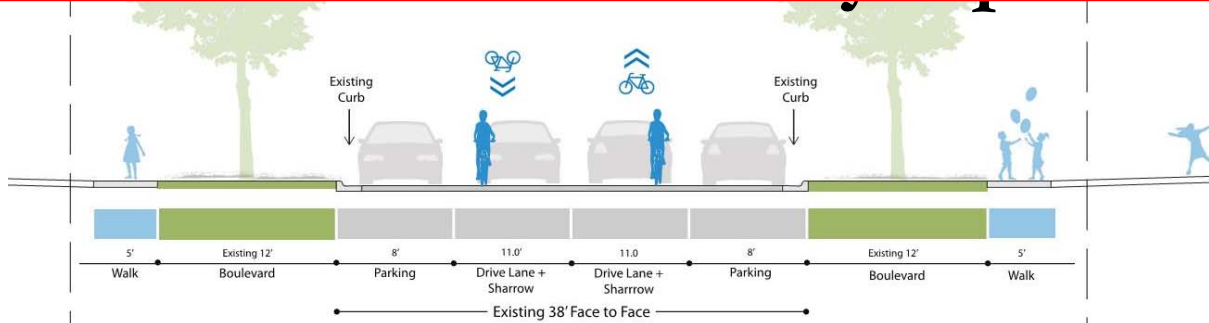 Existing
Curb
Existing
Curb
5'
Existing 12'
8'
11.0'
11.0
8'
Existing 12'
5'
Walk
Boulevard
Parking
Drive Lane +
Sharrow
Drive Lane +
Sharrrow
Parking
Boulevard
Walk
Existing 38' Face to Face